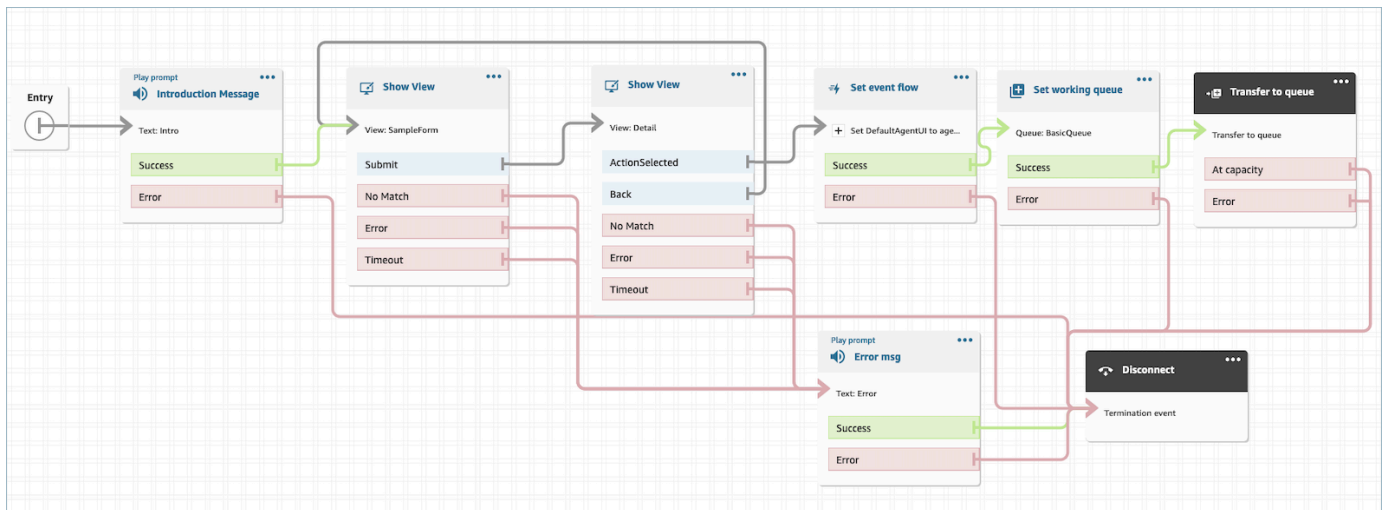 Entry
Play prompt
Introduction Message
Text: Intro
Success
Error
Show View
View: SampleForm
Submit
No Match
Error
Timeout
Show View
View: Detail
ActionSelected
Back
No Match
Error
Timeout
Set event flow
Set DefaultAgentUI to age...
Success
Error
Set working queue
Queue: BasicQueue
Success
Error
Transfer to queue
Transfer to queue
At capacity
Error
Play prompt
Error msg
Text: Error
Success
Error
Disconnect
Termination event